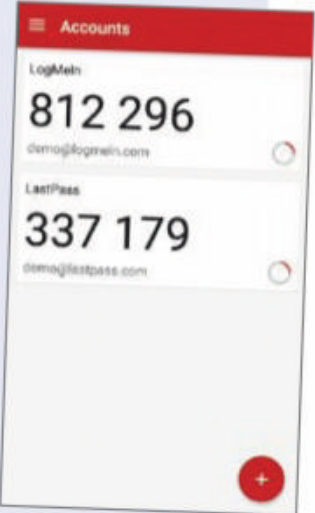 Accounts
LogMeIn
812 296
demo@logmein.com
LastPass
337 179
demo@lastpass.com
+